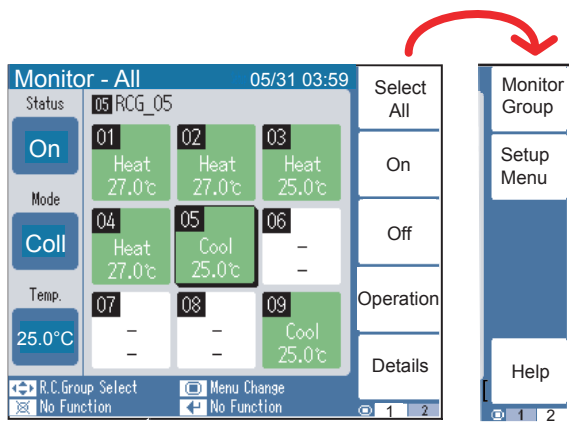 Monitor - All 05/31 03:59
Status
On
Mode
Coll
Temp.
25.0°C
05 RCG_05
01
Heat
27.0℃
02
Heat
27.0℃
03
Heat
25.0℃
04
Heat
27.0℃
05
Cool
25.0℃
06
–
–
07
–
–
08
–
–
09
Cool
25.0℃
R.C.Group Select
Menu Change
No Function
No Function
Select
All
On
Off
Operation
Details
1 2
Monitor
Group
Setup
Menu
Help
[
1 2